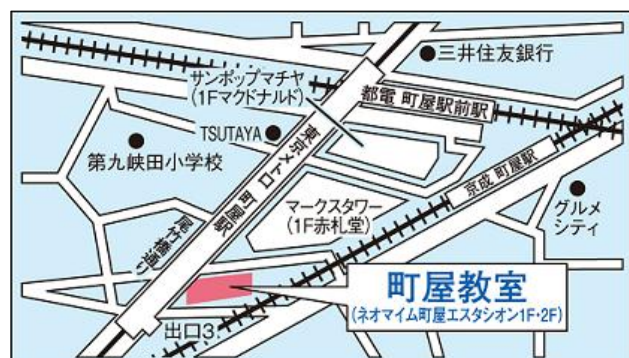 三井住友銀行
サンポップマチヤ
(1Fマクドナルド)
都電 町屋駅前駅
TSUTAYA
第九峡田小学校
東京メトロ 町屋駅
京成 町屋駅
マークスタワー
(1F赤札堂)
グルメ
シティ
尾竹橋通り
町屋教室
(ネオマイム町屋エスタシオン1F・2F)
出口3